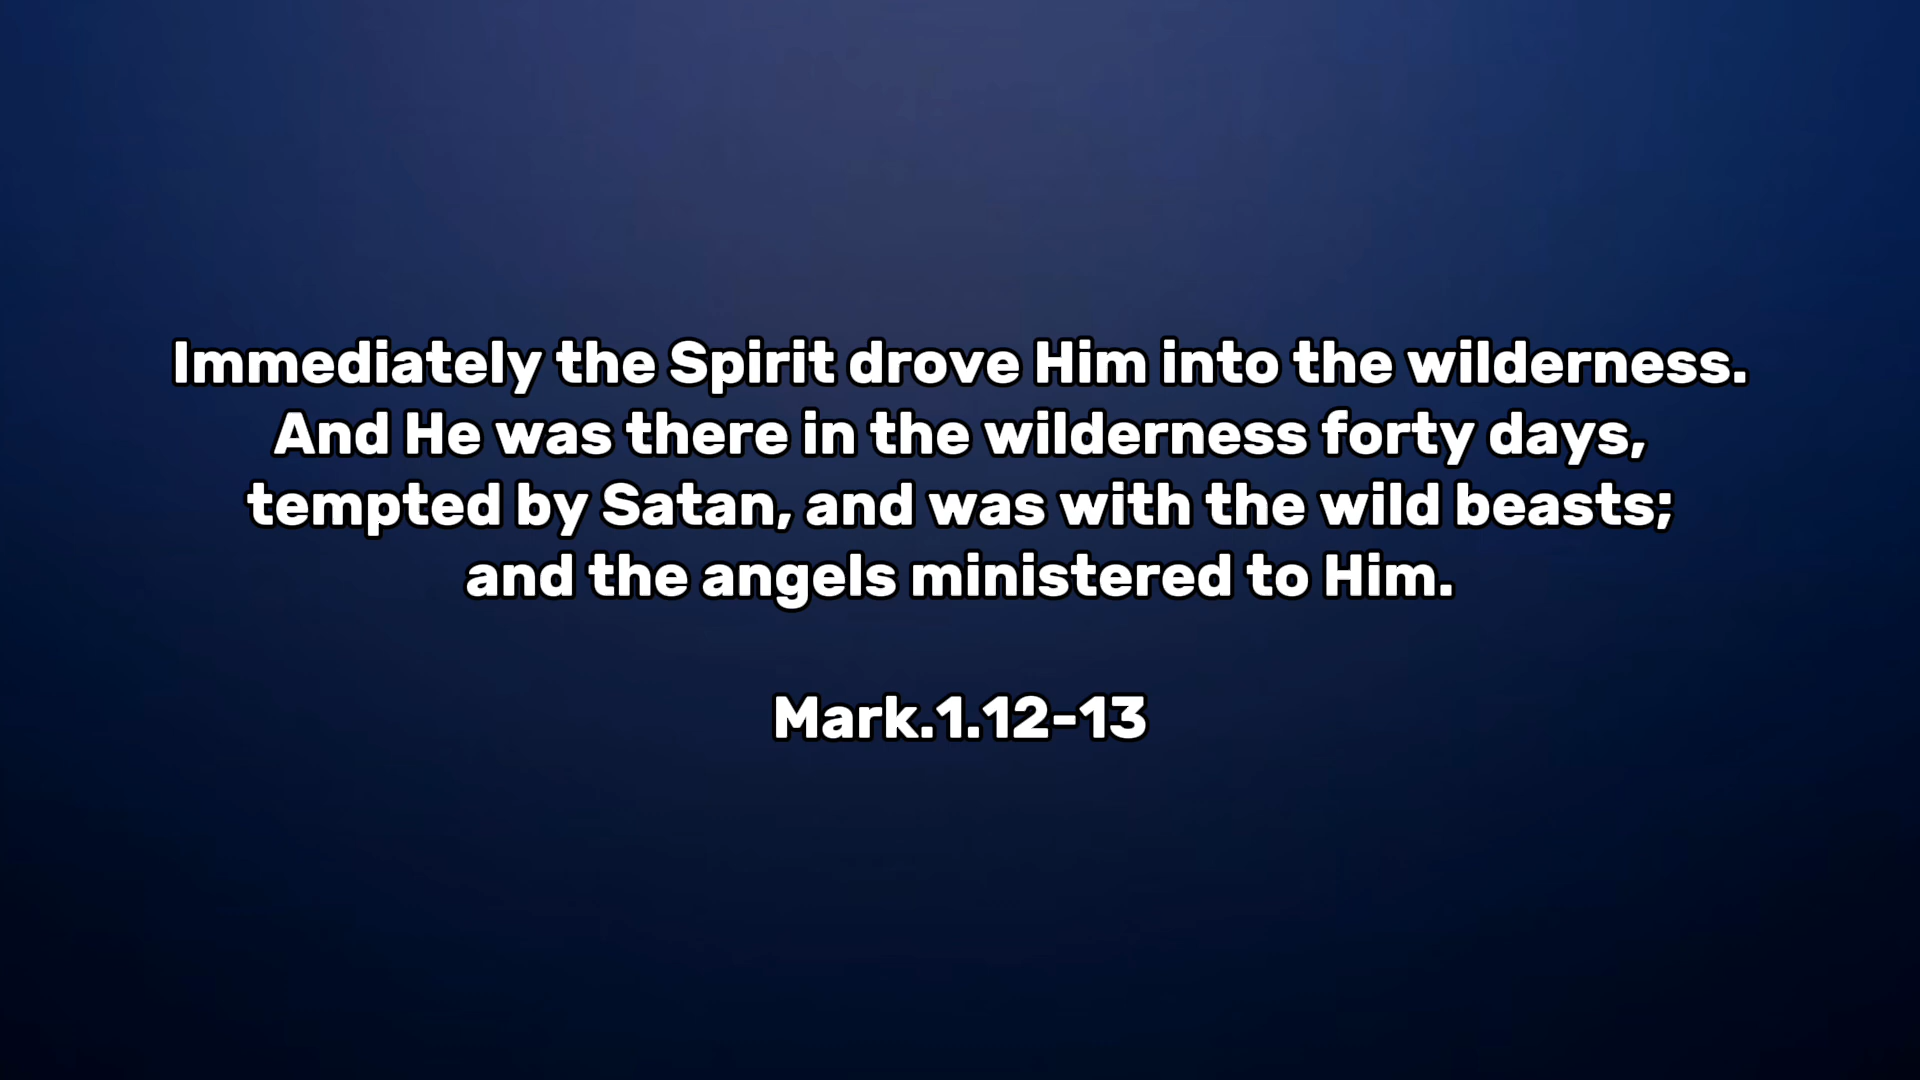 Immediately the Spirit drove Him into the wilderness.
And He was there in the wilderness forty days,
tempted by Satan, and was with the wild beasts;
and the angels ministered to Him.
Mark.1.12-13